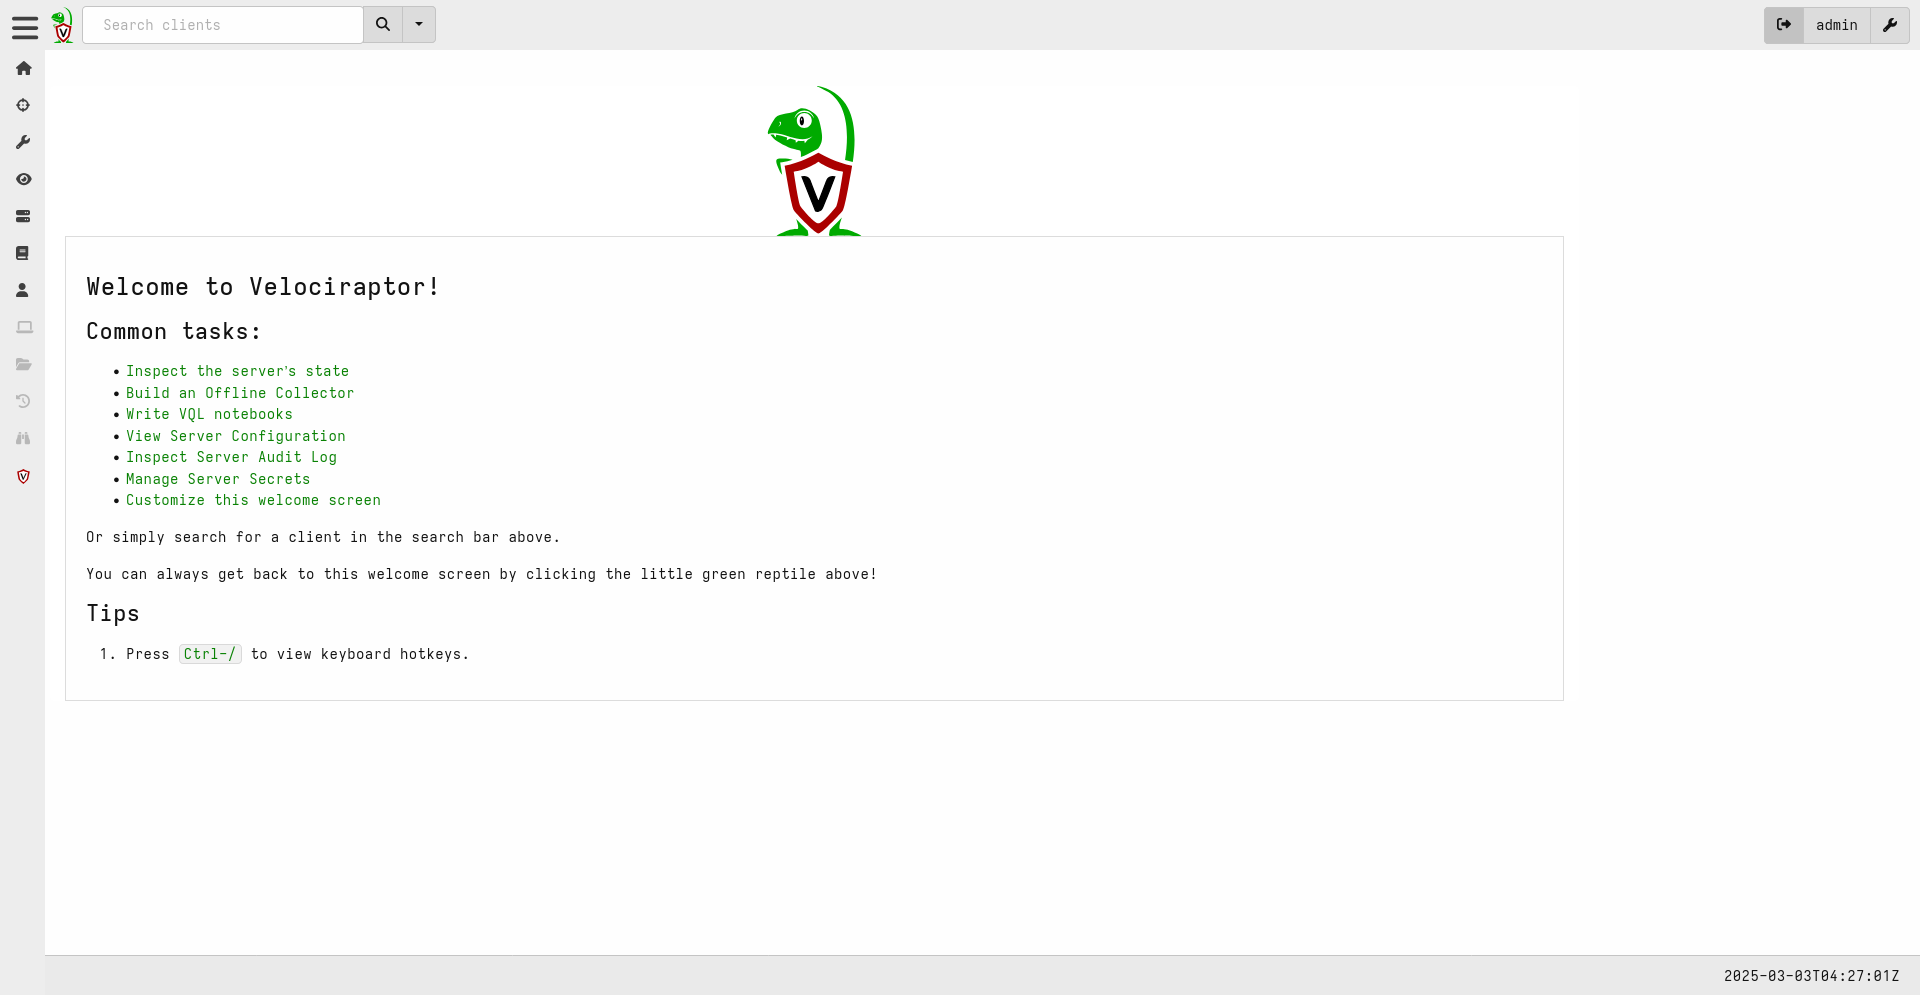 Search clients
admin
V
Welcome to Velociraptor!
Common tasks:
• Inspect the server's state
• Build an Offline Collector
• Write VQL notebooks
• View Server Configuration
• Inspect Server Audit Log
• Manage Server Secrets
• Customize this welcome screen
Or simply search for a client in the search bar above.
You can always get back to this welcome screen by clicking the little green reptile above!
Tips
1. Press Ctrl-/ to view keyboard hotkeys.
2025-03-03T04:27:01Z